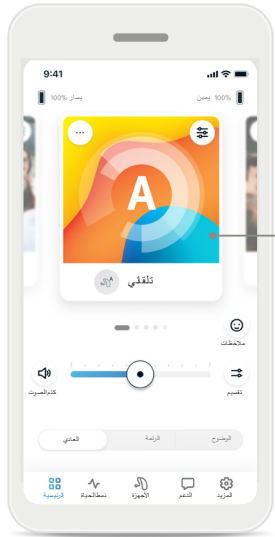 9:41
يمين %100
يسار %100
A
تلقائي
ملاحظات
تقسيم
كتم الصوت
الوضوح
الراحة
العادي
المزيد
الدعم
الأجهزة
نمط الحياة
الرئيسية